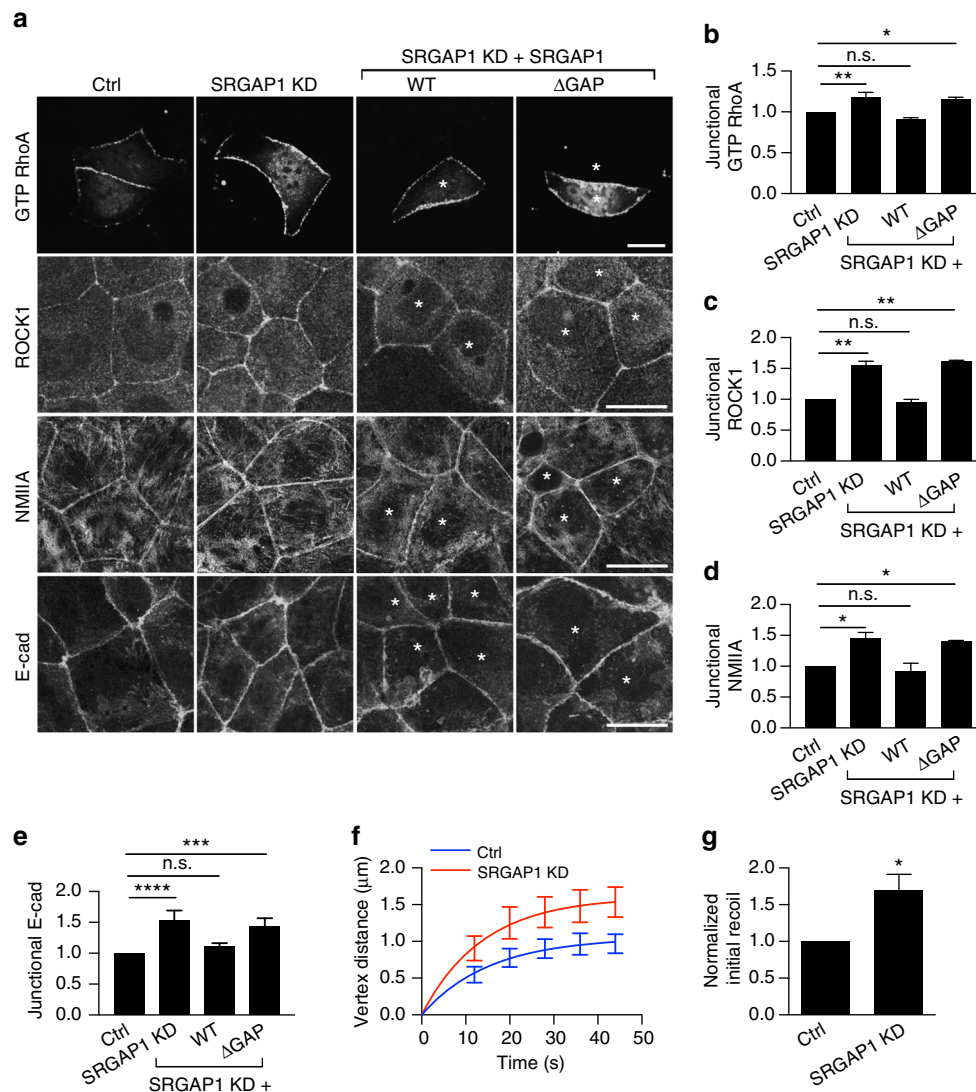 a
SRGAP1 KD + SRGAP1
Ctrl SRGAP1 KD WT ΔGAP
GTP RhoA
* * *
ROCK1
* * * * *
NMIIA
* * * * *
E-cad
* * * * * * *
b
*
n.s.
**
1.5
1.0
0.5
0.0
Junctional
GTP RhoA
Ctrl SRGAP1 KD WT ΔGAP
SRGAP1 KD +
c
**
n.s.
**
2.0
1.5
1.0
0.5
0.0
Junctional
ROCK1
Ctrl SRGAP1 KD WT ΔGAP
SRGAP1 KD +
d
*
n.s.
*
2.0
1.5
1.0
0.5
0.0
Junctional
NMIIA
Ctrl SRGAP1 KD WT ΔGAP
SRGAP1 KD +
e
***
n.s.
****
2.0
1.5
1.0
0.5
0.0
Junctional E-cad
Ctrl SRGAP1 KD WT ΔGAP
SRGAP1 KD +
f
Ctrl
SRGAP1 KD
2.0
1.5
1.0
0.5
0.0
Vertex distance (μm)
0 10 20 30 40 50
Time (s)
g
*
2.0
1.5
1.0
0.5
0.0
Normalized
initial recoil
Ctrl SRGAP1 KD